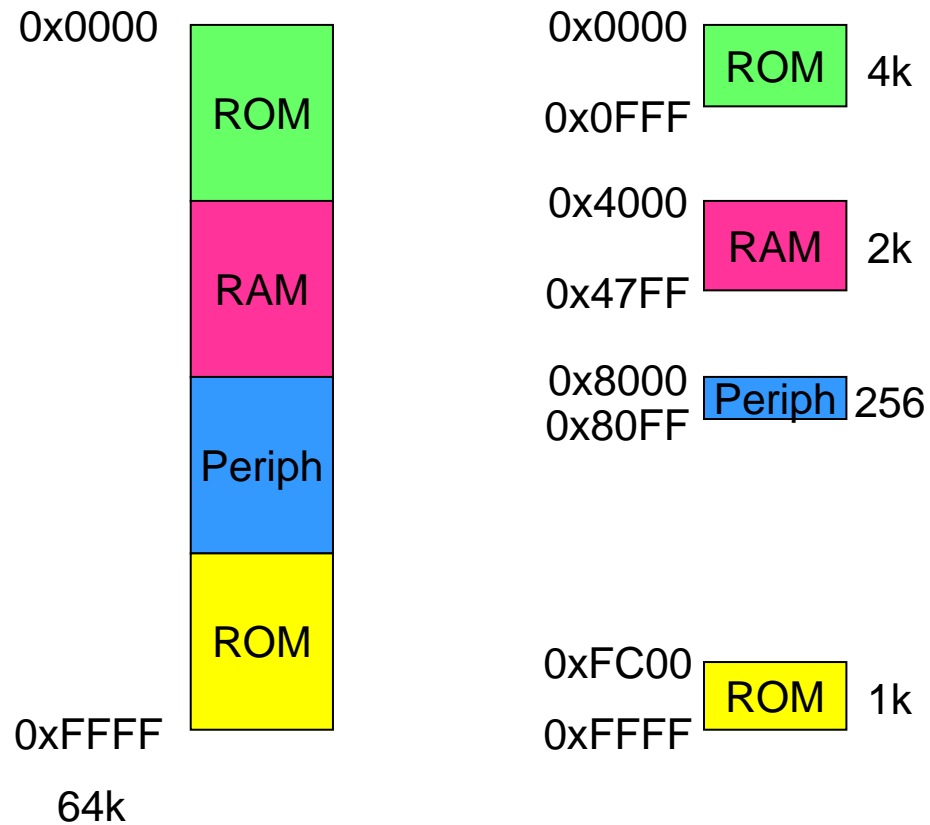 0x0000
ROM
RAM
Periph
ROM
0xFFFF
64k
0x0000
ROM
4k
0x0FFF
0x4000
RAM
2k
0x47FF
0x8000
Periph
256
0x80FF
0xFC00
ROM
1k
0xFFFF